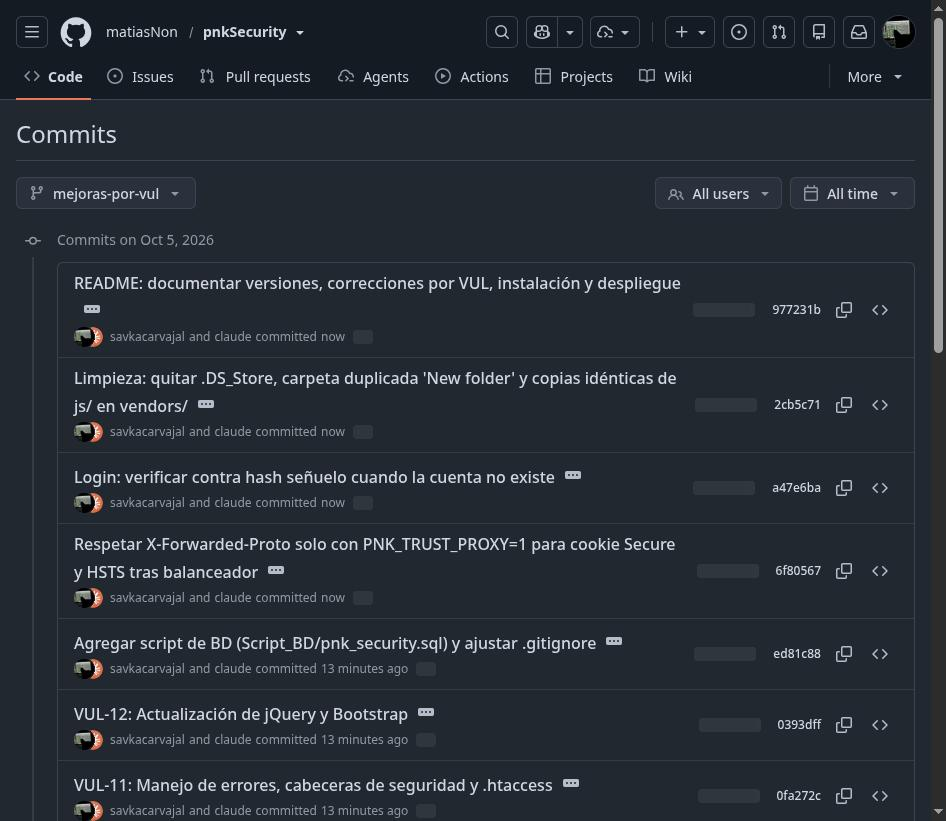 matiasNon / pnkSecurity
Code Issues Pull requests Agents Actions Projects Wiki More
Commits
mejoras-por-vul All users All time
Commits on Oct 5, 2026
README: documentar versiones, correcciones por VUL, instalación y despliegue
977231b
savkacarvajal and claude committed now
Limpieza: quitar .DS_Store, carpeta duplicada 'New folder' y copias idénticas de
js/ en vendors/
2cb5c71
savkacarvajal and claude committed now
Login: verificar contra hash señuelo cuando la cuenta no existe
a47e6ba
savkacarvajal and claude committed now
Respetar X-Forwarded-Proto solo con PNK_TRUST_PROXY=1 para cookie Secure
y HSTS tras balanceador
6f80567
savkacarvajal and claude committed now
Agregar script de BD (Script_BD/pnk_security.sql) y ajustar .gitignore
ed81c88
savkacarvajal and claude committed 13 minutes ago
VUL-12: Actualización de jQuery y Bootstrap
0393dff
savkacarvajal and claude committed 13 minutes ago
VUL-11: Manejo de errores, cabeceras de seguridad y .htaccess
0fa272c
savkacarvajal and claude committed 13 minutes ago